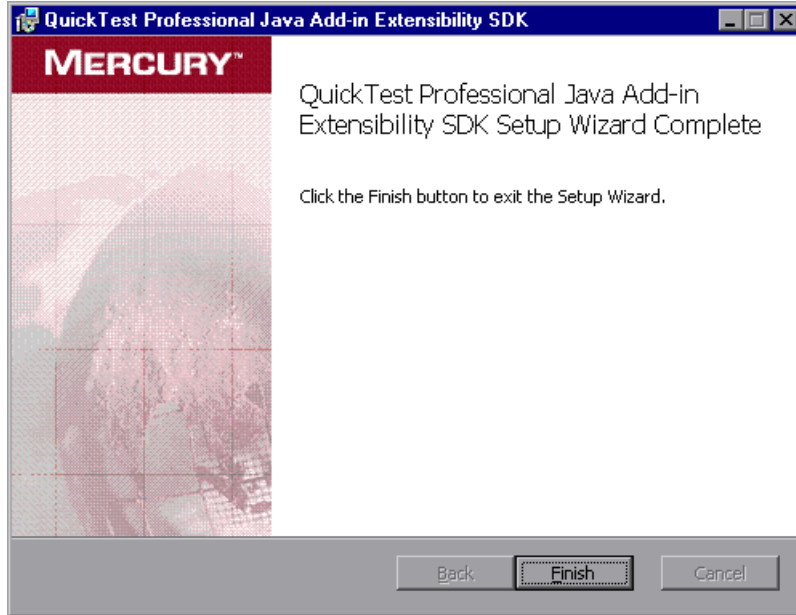 QuickTest Professional Java Add-in Extensibility SDK
MERCURY™
QuickTest Professional Java Add-in
Extensibility SDK Setup Wizard Complete
Click the Finish button to exit the Setup Wizard.
Back
Finish
Cancel